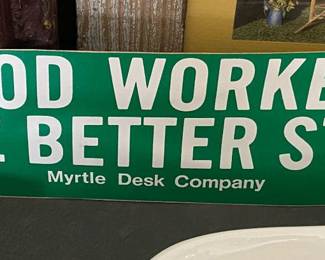 OD WORKE
BETTER S
Myrtle Desk Company